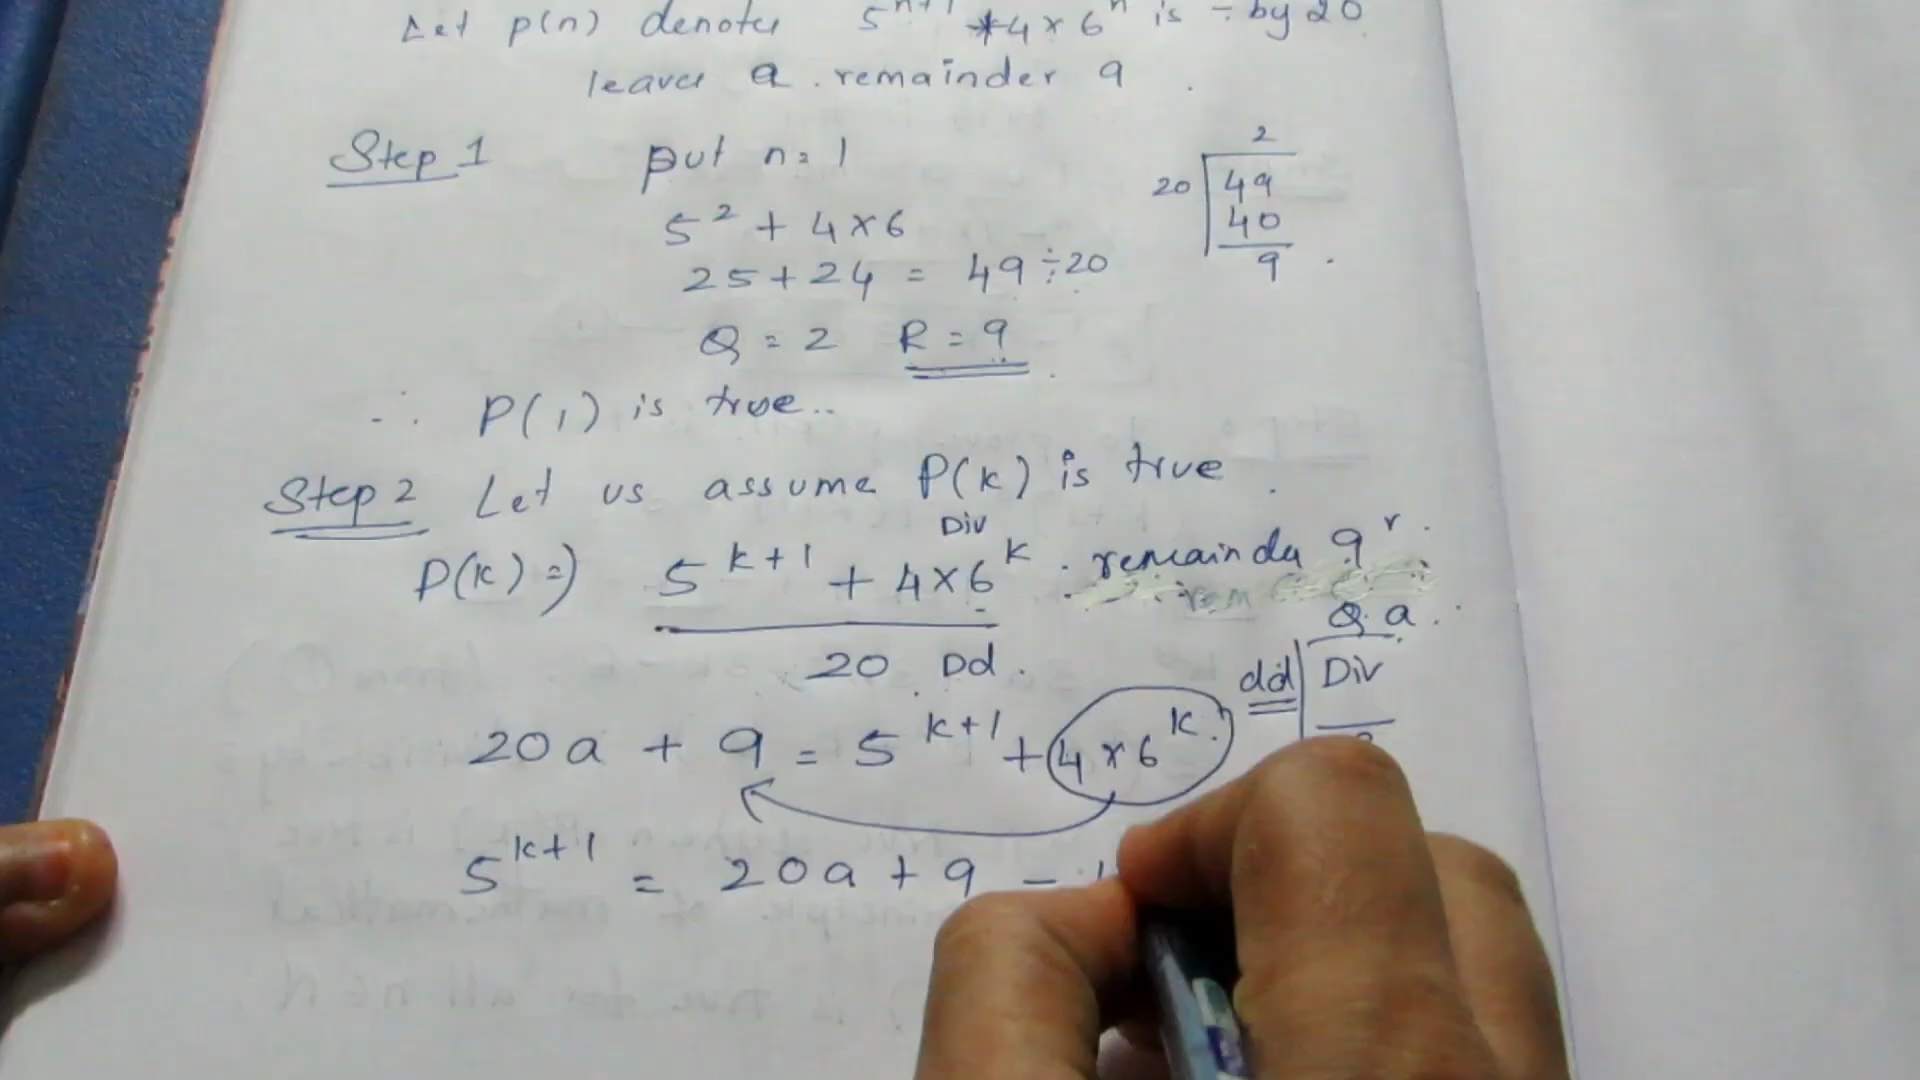 Let p(n) denotes 5^{n+1} + 4 × 6^n is ÷ by 20
leaves a remainder 9
Step 1 put n = 1
5² + 4 × 6
25 + 24 = 49 ÷ 20
Q = 2 R = 9
2
20 49
40
9
∴ P(1) is true..
Step 2 Let us assume P(k) is true
Div
P(k) ⇒ 5^{k+1} + 4 × 6^k . remainder 9 r
20 Dd.
Q a.
dd Div
20a + 9 = 5^{k+1} + 4 × 6^k.
5^{k+1} = 20a + 9 –